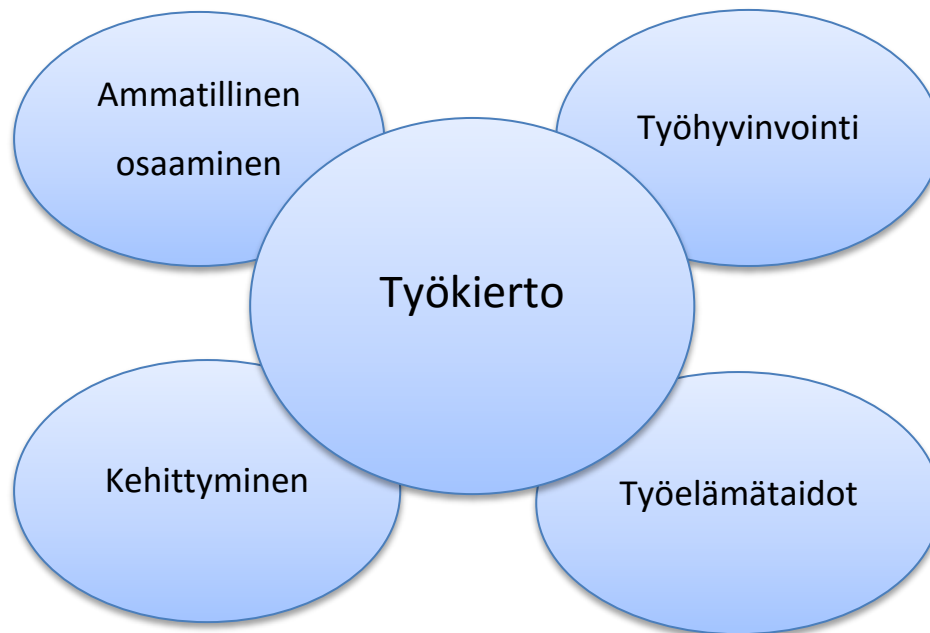 Ammatillinen
osaaminen
Työhyvinvointi
Työkierto
Kehittyminen
Työelämätaidot